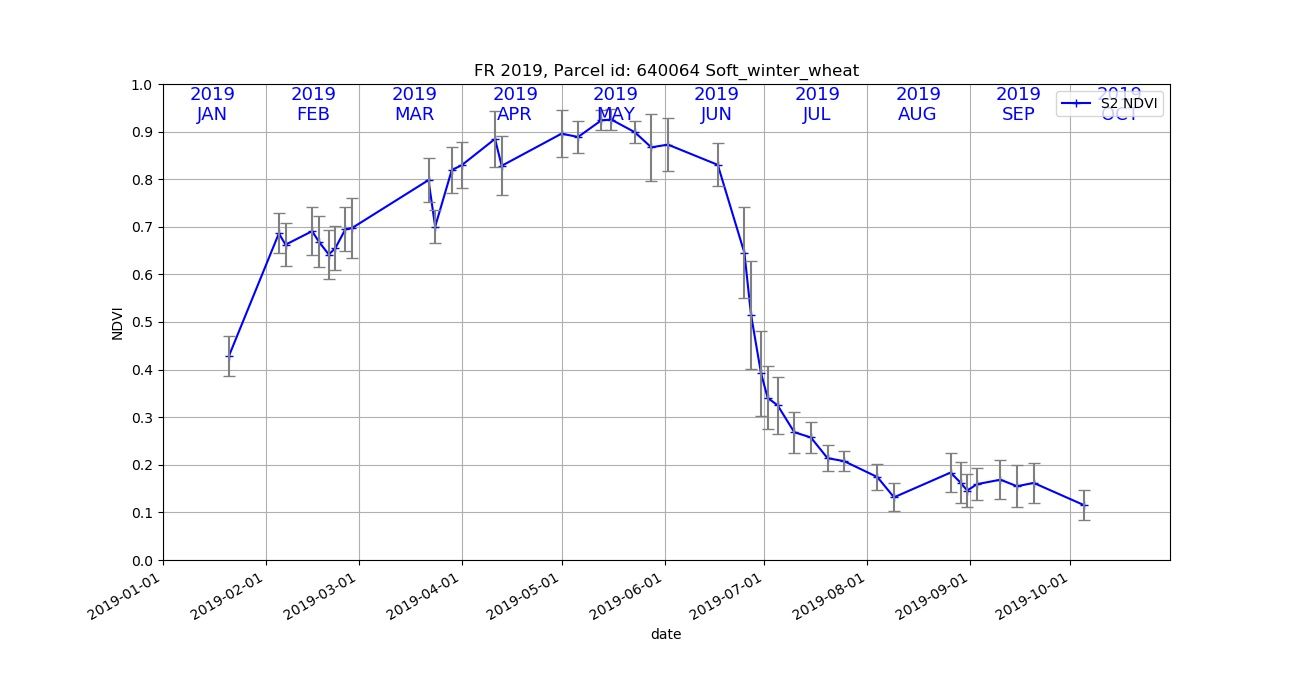 FR 2019, Parcel id: 640064 Soft_winter_wheat
2019 2019 2019 2019 2019 2019 2019 2019 2019 2019
JAN FEB MAR APR MAY JUN JUL AUG SEP OCT
S2 NDVI
1.0
0.9
0.8
0.7
0.6
0.5
0.4
0.3
0.2
0.1
0.0
NDVI
2019-01-01 2019-02-01 2019-03-01 2019-04-01 2019-05-01 2019-06-01 2019-07-01 2019-08-01 2019-09-01 2019-10-01
date